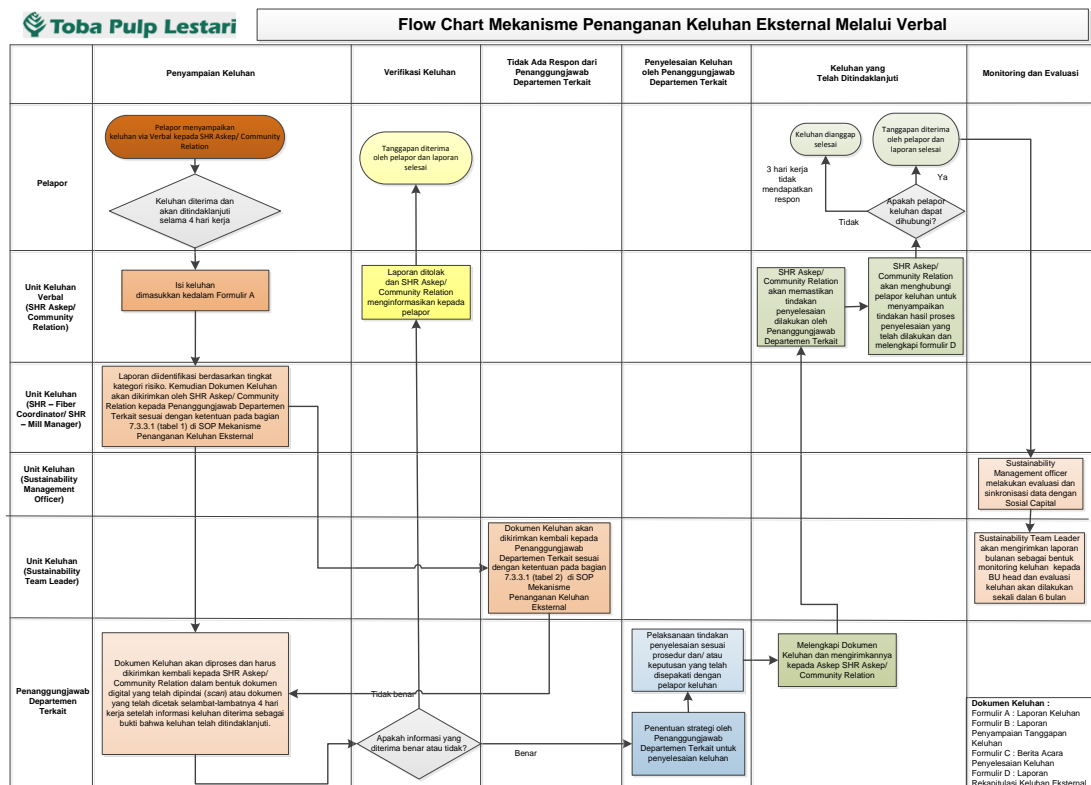 Toba Pulp Lestari
Flow Chart Mekanisme Penanganan Keluhan Eksternal Melalui Verbal
Penyampaian Keluhan
Verifikasi Keluhan
Tidak Ada Respon dari
Penanggungjawab
Departemen Terkait
Penyelesaian Keluhan
oleh Penanggungjawab
Departemen Terkait
Keluhan yang
Telah Ditindaklanjuti
Monitoring dan Evaluasi
Pelapor
Pelapor menyampaikan
keluhan via Verbal kepada SHR Askep/ Community
Relation
Keluhan diterima dan
akan ditindaklanjuti
selama 4 hari kerja
Tanggapan diterima
oleh pelapor dan laporan
selesai
Keluhan dianggap
selesai
Tanggapan diterima
oleh pelapor dan
laporan selesai
3 hari kerja
tidak
mendapatkan
respon
Ya
Apakah pelapor
keluhan dapat
dihubungi?
Tidak
Unit Keluhan
Verbal
(SHR Askep/
Community
Relation)
Isi keluhan
dimasukkan kedalam Formulir A
Laporan ditolak
dan SHR Askep/
Community Relation
menginformasikan kepada
pelapor
SHR Askep/
Community Relation
akan memastikan
tindakan
penyelesaian
dilakukan oleh
Penanggungjawab
Departemen Terkait
SHR Askep/
Community Relation
akan menghubungi
pelapor keluhan untuk
menyampaikan
tindakan hasil proses
penyelesaian yang
telah dilakukan dan
melengkapi formulir D
Unit Keluhan
(SHR – Fiber
Coordinator/ SHR
– Mill Manager)
Laporan diidentifikasi berdasarkan tingkat
kategori risiko. Kemudian Dokumen Keluhan
akan dikirimkan oleh SHR Askep/ Community
Relation kepada Penanggungjawab Departemen
Terkait sesuai dengan ketentuan pada bagian
7.3.3.1 (tabel 1) di SOP Mekanisme
Penanganan Keluhan Eksternal
Unit Keluhan
(Sustainability
Management
Officer)
Sustainability
Management officer
melakukan evaluasi dan
sinkronisasi data dengan
Sosial Capital
Unit Keluhan
(Sustainability
Team Leader)
Dokumen Keluhan akan
dikirimkan kembali kepada
Penanggungjawab
Departemen Terkait sesuai
dengan ketentuan pada bagian
7.3.3.1 (tabel 2) di SOP
Mekanisme
Penanganan Keluhan
Eksternal
Sustainability Team Leader
akan mengirimkan laporan
bulanan sebagai bentuk
monitoring keluhan kepada
BU head dan evaluasi
keluhan akan dilakukan
sekali dalan 6 bulan
Penanggungjawab
Departemen
Terkait
Dokumen Keluhan akan diproses dan harus
dikirimkan kembali kepada SHR Askep/
Community Relation dalam bentuk dokumen
digital yang telah dipindai (scan) atau dokumen
yang telah dicetak selambat-lambatnya 4 hari
kerja setelah informasi keluhan diterima sebagai
bukti bahwa keluhan telah ditindaklanjuti.
Tidak benar
Apakah informasi yang
diterima benar atau tidak?
Benar
Pelaksanaan tindakan
penyelesaian sesuai
prosedur dan/ atau
keputusan yang telah
disepakati dengan
pelapor keluhan
Penentuan strategi oleh
Penanggungjawab
Departemen Terkait untuk
penyelesaian keluhan
Melengkapi Dokumen
Keluhan dan mengirimkannya
kepada Askep SHR Askep/
Community Relation
Dokumen Keluhan :
Formulir A : Laporan Keluhan
Formulir B : Laporan
Penyampaian Tanggapan
Keluhan
Formulir C : Berita Acara
Penyelesaian Keluhan
Formulir D : Laporan
Rekapitulasi Keluhan Eksternal